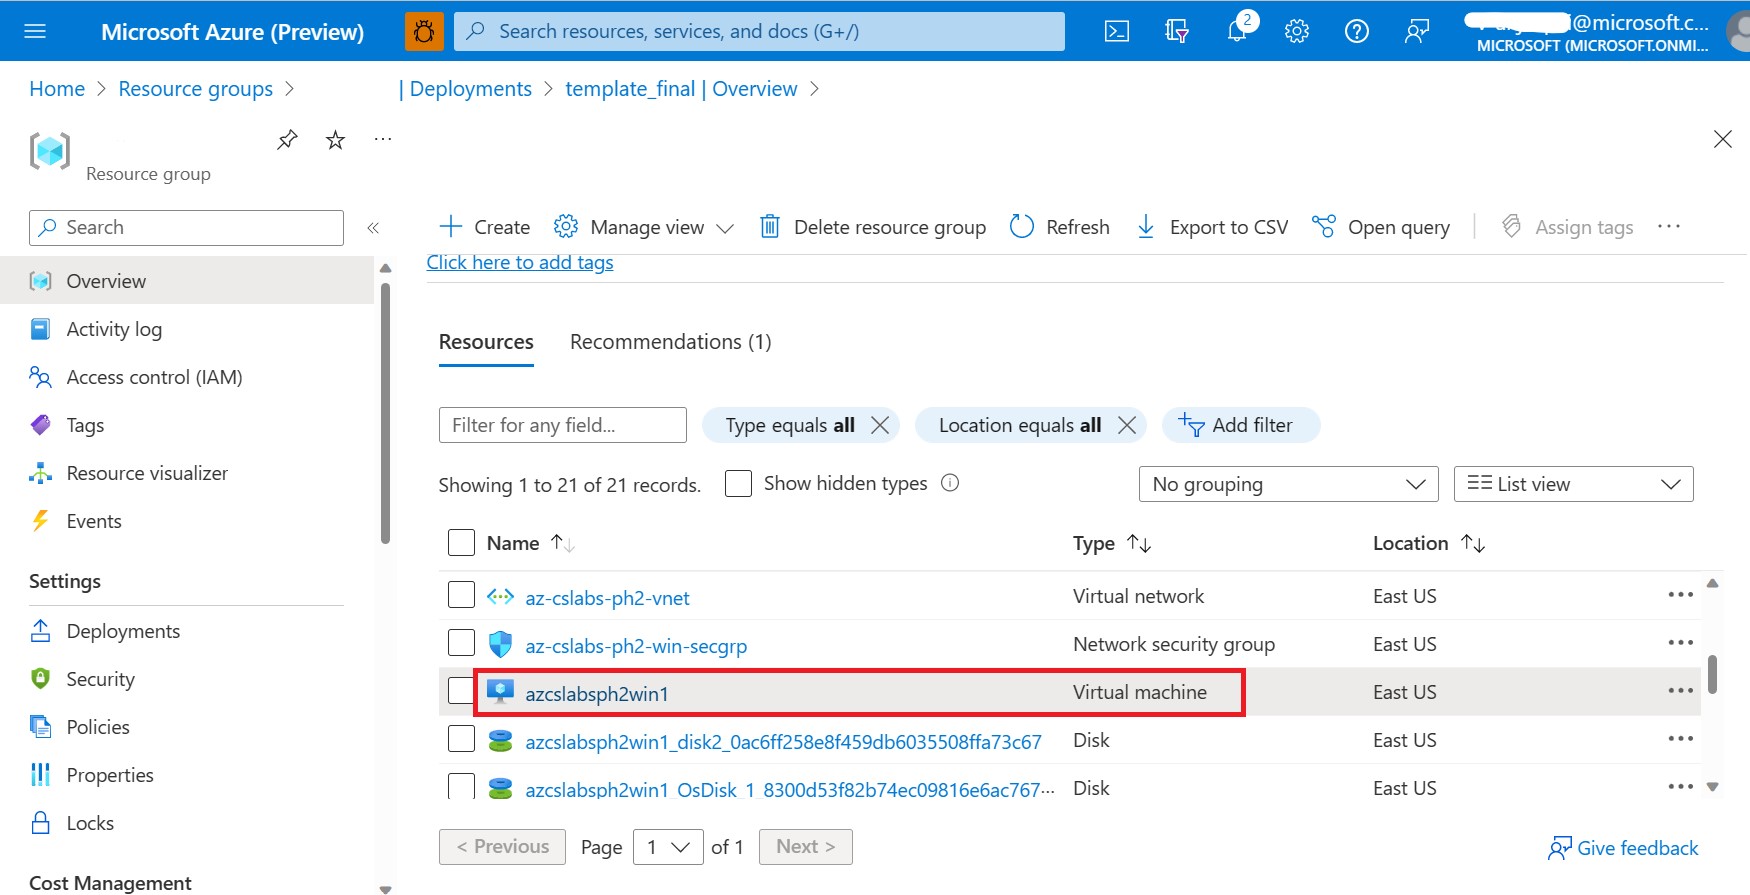 Microsoft Azure (Preview)
Search resources, services, and docs (G+/)
2
@microsoft.c...
MICROSOFT (MICROSOFT.ONMI...
Home > Resource groups > | Deployments > template_final | Overview >
Resource group
Search
«
Create
Manage view
Delete resource group
Refresh
Export to CSV
Open query
Assign tags
...
Click here to add tags
Overview
Activity log
Access control (IAM)
Tags
Resource visualizer
Events
Settings
Deployments
Security
Policies
Properties
Locks
Cost Management
Resources
Recommendations (1)
Filter for any field...
Type equals all
Location equals all
Add filter
Showing 1 to 21 of 21 records.
Show hidden types
No grouping
List view
Name Type Location
az-cslabs-ph2-vnet Virtual network East US
az-cslabs-ph2-win-secgrp Network security group East US
azcslabsph2win1 Virtual machine East US
azcslabsph2win1_disk2_0ac6ff258e8f459db6035508ffa73c67 Disk East US
azcslabsph2win1_OsDisk_1_8300d53f82b74ec09816e6ac767... Disk East US
< Previous
Page 1 of 1
Next >
Give feedback